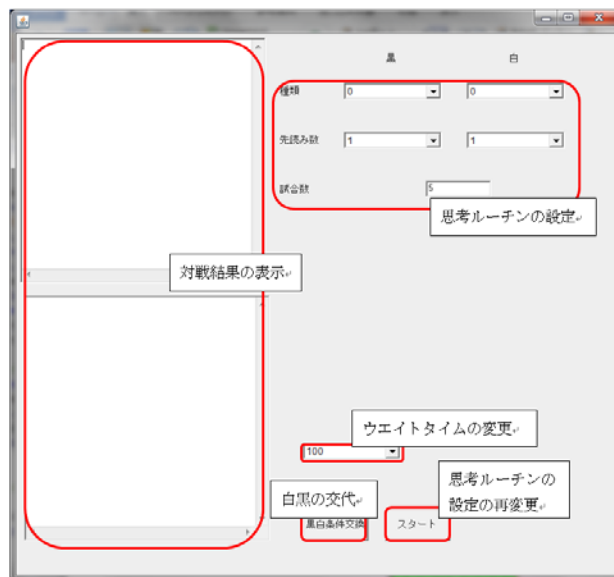 黒 白
種類 0 0
先読み数 1 1
試合数 5
思考ルーチンの設定
対戦結果の表示
ウエイトタイムの変更
100
思考ルーチンの
設定の再変更
白黒の交代
黒白条件交換 スタート